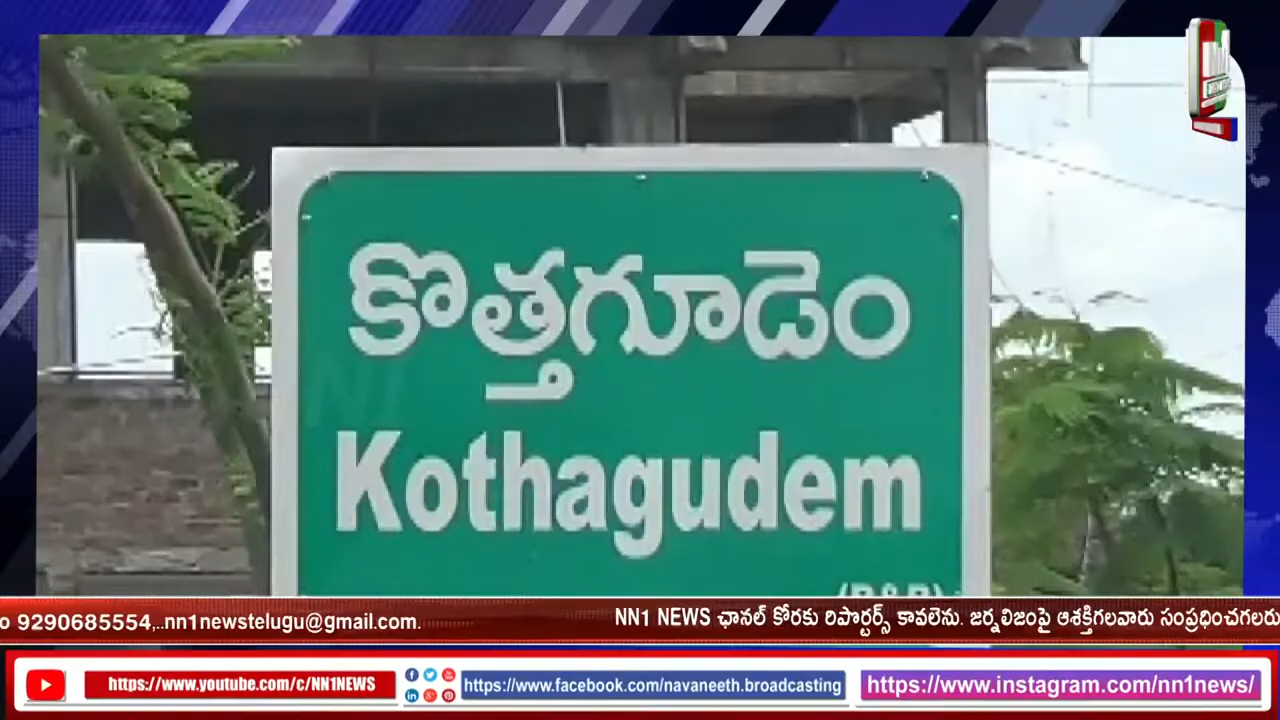 కొత్తగూడెం
Kothagudem
(R&B)
9290685554,..nn1newstelugu@gmail.com.
NN1 NEWS ఛానల్ కోరకు రిపొర్టర్స్ కావలెను. జర్నలిజంపై ఆశక్తిగలవారు సంప్రధించగలరు
https://www.youtube.com/c/NN1NEWS
https://www.facebook.com/navaneeth.broadcasting
https://www.instagram.com/nn1news/